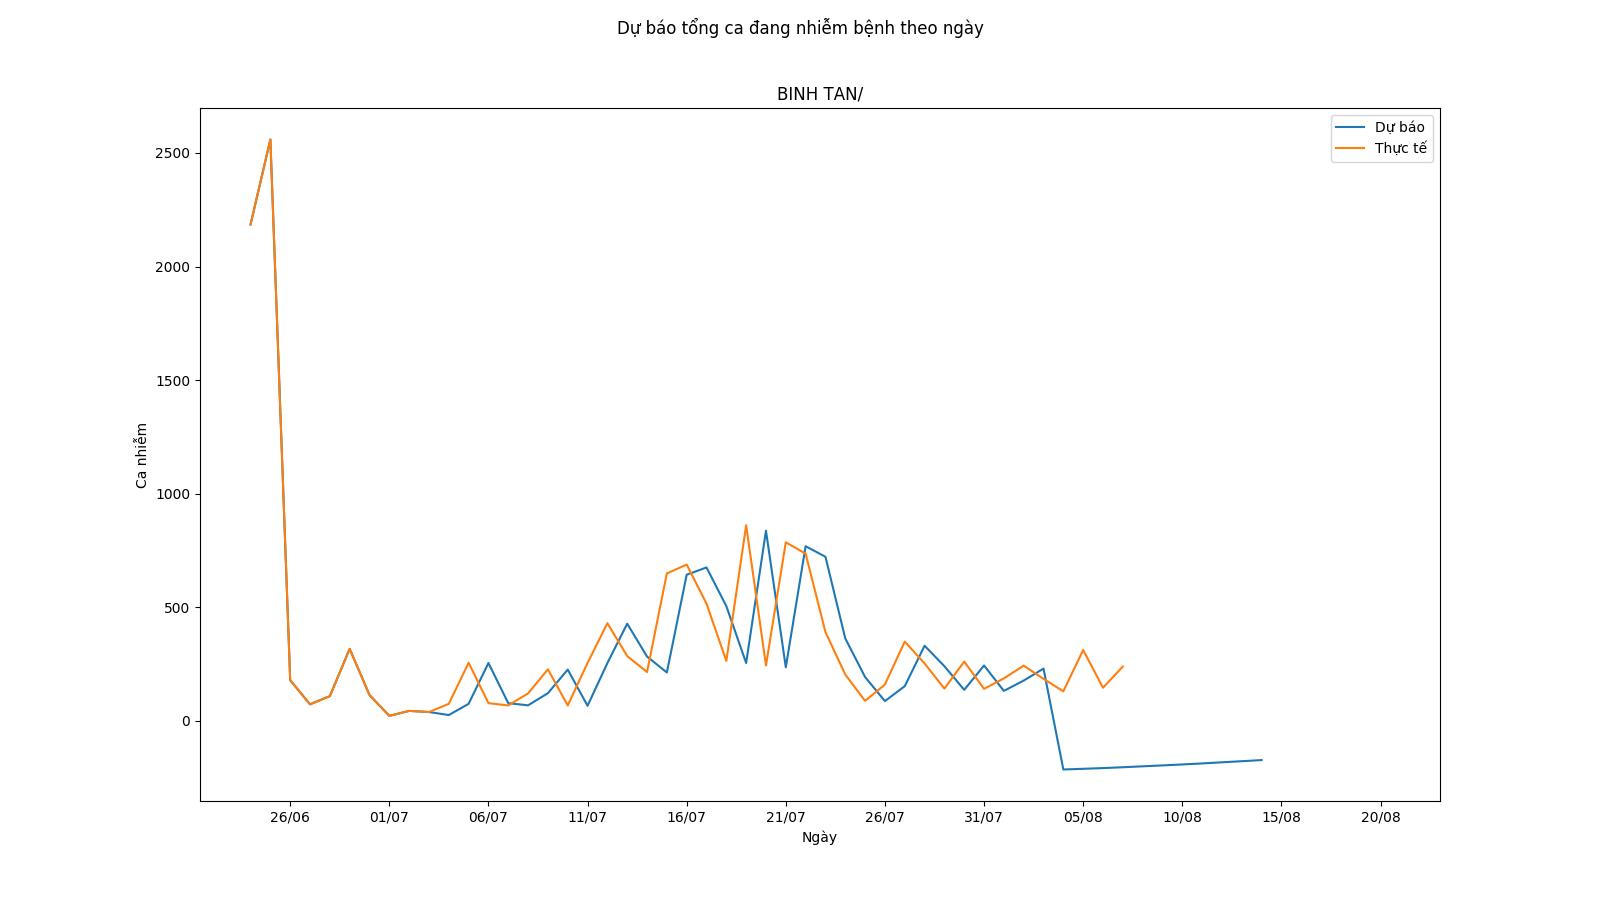 Dự báo tổng ca đang nhiễm bệnh theo ngày
BINH TAN/
Dự báo
Thực tế
2500
2000
1500
1000
500
0
Ca nhiễm
26/06 01/07 06/07 11/07 16/07 21/07 26/07 31/07 05/08 10/08 15/08 20/08
Ngày